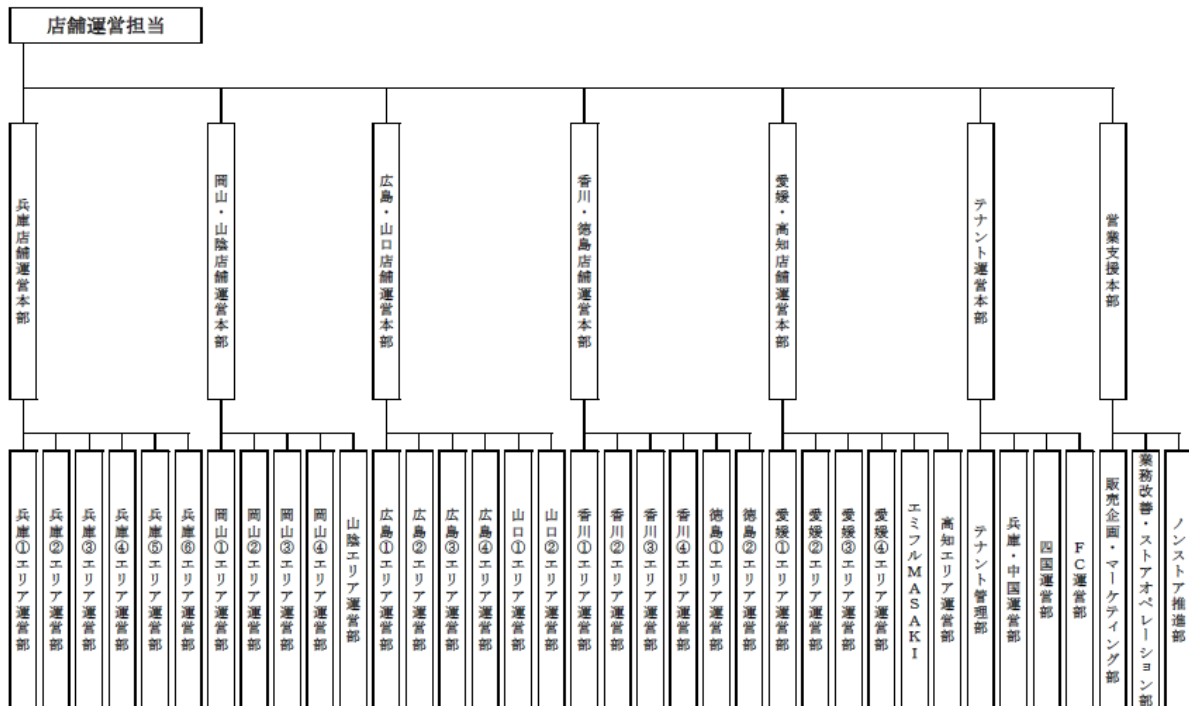 店舗運営担当
兵庫店舗運営本部
岡山・山陰店舗運営本部
広島・山口店舗運営本部
香川・徳島店舗運営本部
愛媛・高知店舗運営本部
テナント運営本部
営業支援本部
兵庫①エリア運営部
兵庫②エリア運営部
兵庫③エリア運営部
兵庫④エリア運営部
兵庫⑤エリア運営部
兵庫⑥エリア運営部
岡山①エリア運営部
岡山②エリア運営部
岡山③エリア運営部
岡山④エリア運営部
山陰エリア運営部
広島①エリア運営部
広島②エリア運営部
広島③エリア運営部
広島④エリア運営部
山口①エリア運営部
山口②エリア運営部
香川①エリア運営部
香川②エリア運営部
香川③エリア運営部
香川④エリア運営部
徳島①エリア運営部
徳島②エリア運営部
愛媛①エリア運営部
愛媛②エリア運営部
愛媛③エリア運営部
愛媛④エリア運営部
エミフルMASAKI
高知エリア運営部
テナント管理部
兵庫・中国運営部
四国運営部
FC運営部
販売企画・マーケティング部
業務改善・ストアオペレーション部
ノンストア推進部